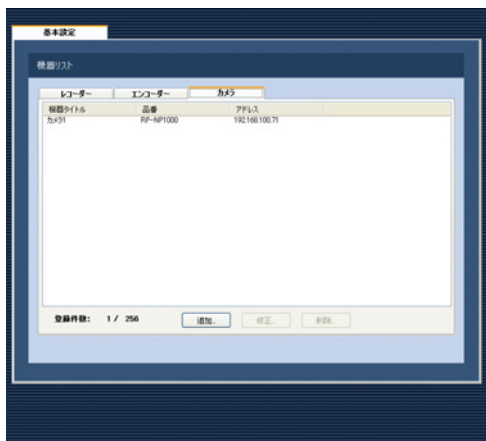 基本設定
機器リスト
レコーダー エンコーダー カメラ
機器タイトル 品番 アドレス
カメラ1 RP-NP1000 192.168.100.71
登録件数: 1 / 256 追加... 修正... 削除...